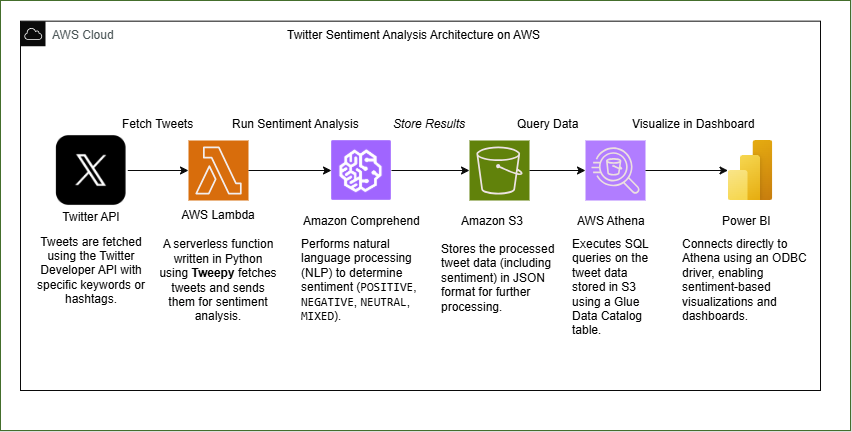 AWS Cloud
Twitter Sentiment Analysis Architecture on AWS
Fetch Tweets
Run Sentiment Analysis
Store Results
Query Data
Visualize in Dashboard
Twitter API
AWS Lambda
Amazon Comprehend
Amazon S3
AWS Athena
Power BI
Tweets are fetched
using the Twitter
Developer API with
specific keywords or
hashtags.
A serverless function
written in Python
using Tweepy fetches
tweets and sends
them for sentiment
analysis.
Performs natural
language processing
(NLP) to determine
sentiment (POSITIVE,
NEGATIVE, NEUTRAL,
MIXED).
Stores the processed
tweet data (including
sentiment) in JSON
format for further
processing.
Executes SQL
queries on the
tweet data
stored in S3
using a Glue
Data Catalog
table.
Connects directly to
Athena using an ODBC
driver, enabling
sentiment-based
visualizations and
dashboards.